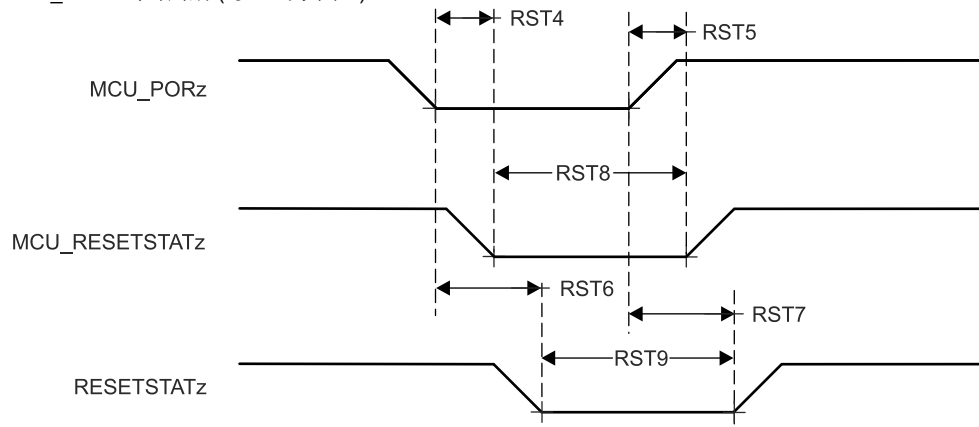 RST4
RST5
MCU_PORz
RST8
MCU_RESETSTATz
RST6
RST7
RST9
RESETSTATz